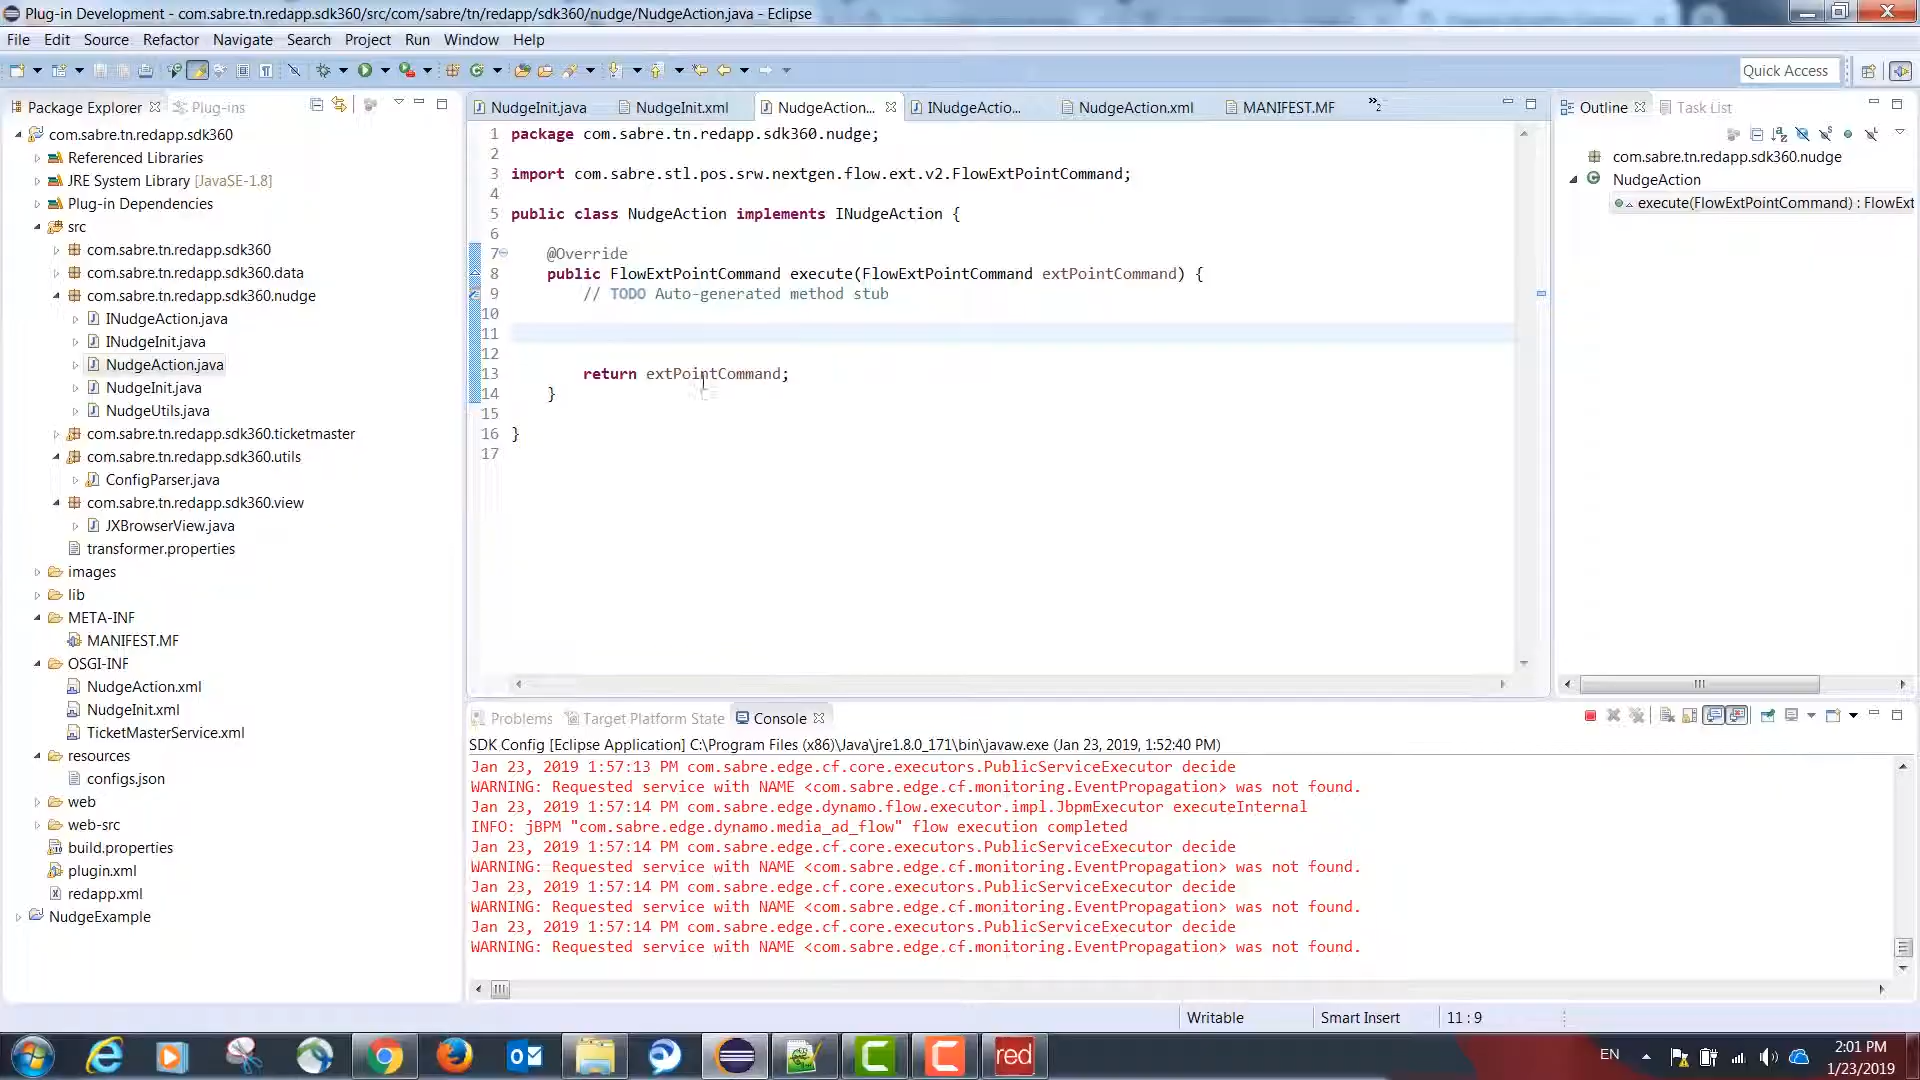 Plug-in Development - com.sabre.tn.redapp.sdk360/src/com/sabre/tn/redapp/sdk360/nudge/NudgeAction.java - Eclipse
File Edit Source Refactor Navigate Search Project Run Window Help
Quick Access
Package Explorer
Plug-ins
com.sabre.tn.redapp.sdk360
Referenced Libraries
JRE System Library [JavaSE-1.8]
Plug-in Dependencies
src
com.sabre.tn.redapp.sdk360
com.sabre.tn.redapp.sdk360.data
com.sabre.tn.redapp.sdk360.nudge
INudgeAction.java
INudgeInit.java
NudgeAction.java
NudgeInit.java
NudgeUtils.java
com.sabre.tn.redapp.sdk360.ticketmaster
com.sabre.tn.redapp.sdk360.utils
ConfigParser.java
com.sabre.tn.redapp.sdk360.view
JXBrowserView.java
transformer.properties
images
lib
META-INF
MANIFEST.MF
OSGI-INF
NudgeAction.xml
NudgeInit.xml
TicketMasterService.xml
resources
configs.json
web
web-src
build.properties
plugin.xml
redapp.xml
NudgeExample
NudgeInit.java NudgeInit.xml NudgeAction... INudgeActio... NudgeAction.xml MANIFEST.MF »2
1 package com.sabre.tn.redapp.sdk360.nudge;
2
3 import com.sabre.stl.pos.srw.nextgen.flow.ext.v2.FlowExtPointCommand;
4
5 public class NudgeAction implements INudgeAction {
6
7 @Override
8 public FlowExtPointCommand execute(FlowExtPointCommand extPointCommand) {
9 // TODO Auto-generated method stub
10
11
12
13 return extPointCommand;
14 }
15
16 }
17
Outline Task List
com.sabre.tn.redapp.sdk360.nudge
NudgeAction
execute(FlowExtPointCommand) : FlowExt
Problems Target Platform State Console
SDK Config [Eclipse Application] C:\Program Files (x86)\Java\jre1.8.0_171\bin\javaw.exe (Jan 23, 2019, 1:52:40 PM)
Jan 23, 2019 1:57:13 PM com.sabre.edge.cf.core.executors.PublicServiceExecutor decide
WARNING: Requested service with NAME <com.sabre.edge.cf.monitoring.EventPropagation> was not found.
Jan 23, 2019 1:57:14 PM com.sabre.edge.dynamo.flow.executor.impl.JbpmExecutor executeInternal
INFO: jBPM "com.sabre.edge.dynamo.media_ad_flow" flow execution completed
Jan 23, 2019 1:57:14 PM com.sabre.edge.cf.core.executors.PublicServiceExecutor decide
WARNING: Requested service with NAME <com.sabre.edge.cf.monitoring.EventPropagation> was not found.
Jan 23, 2019 1:57:14 PM com.sabre.edge.cf.core.executors.PublicServiceExecutor decide
WARNING: Requested service with NAME <com.sabre.edge.cf.monitoring.EventPropagation> was not found.
Jan 23, 2019 1:57:14 PM com.sabre.edge.cf.core.executors.PublicServiceExecutor decide
WARNING: Requested service with NAME <com.sabre.edge.cf.monitoring.EventPropagation> was not found.
Writable Smart Insert 11 : 9
red
EN
2:01 PM
1/23/2019